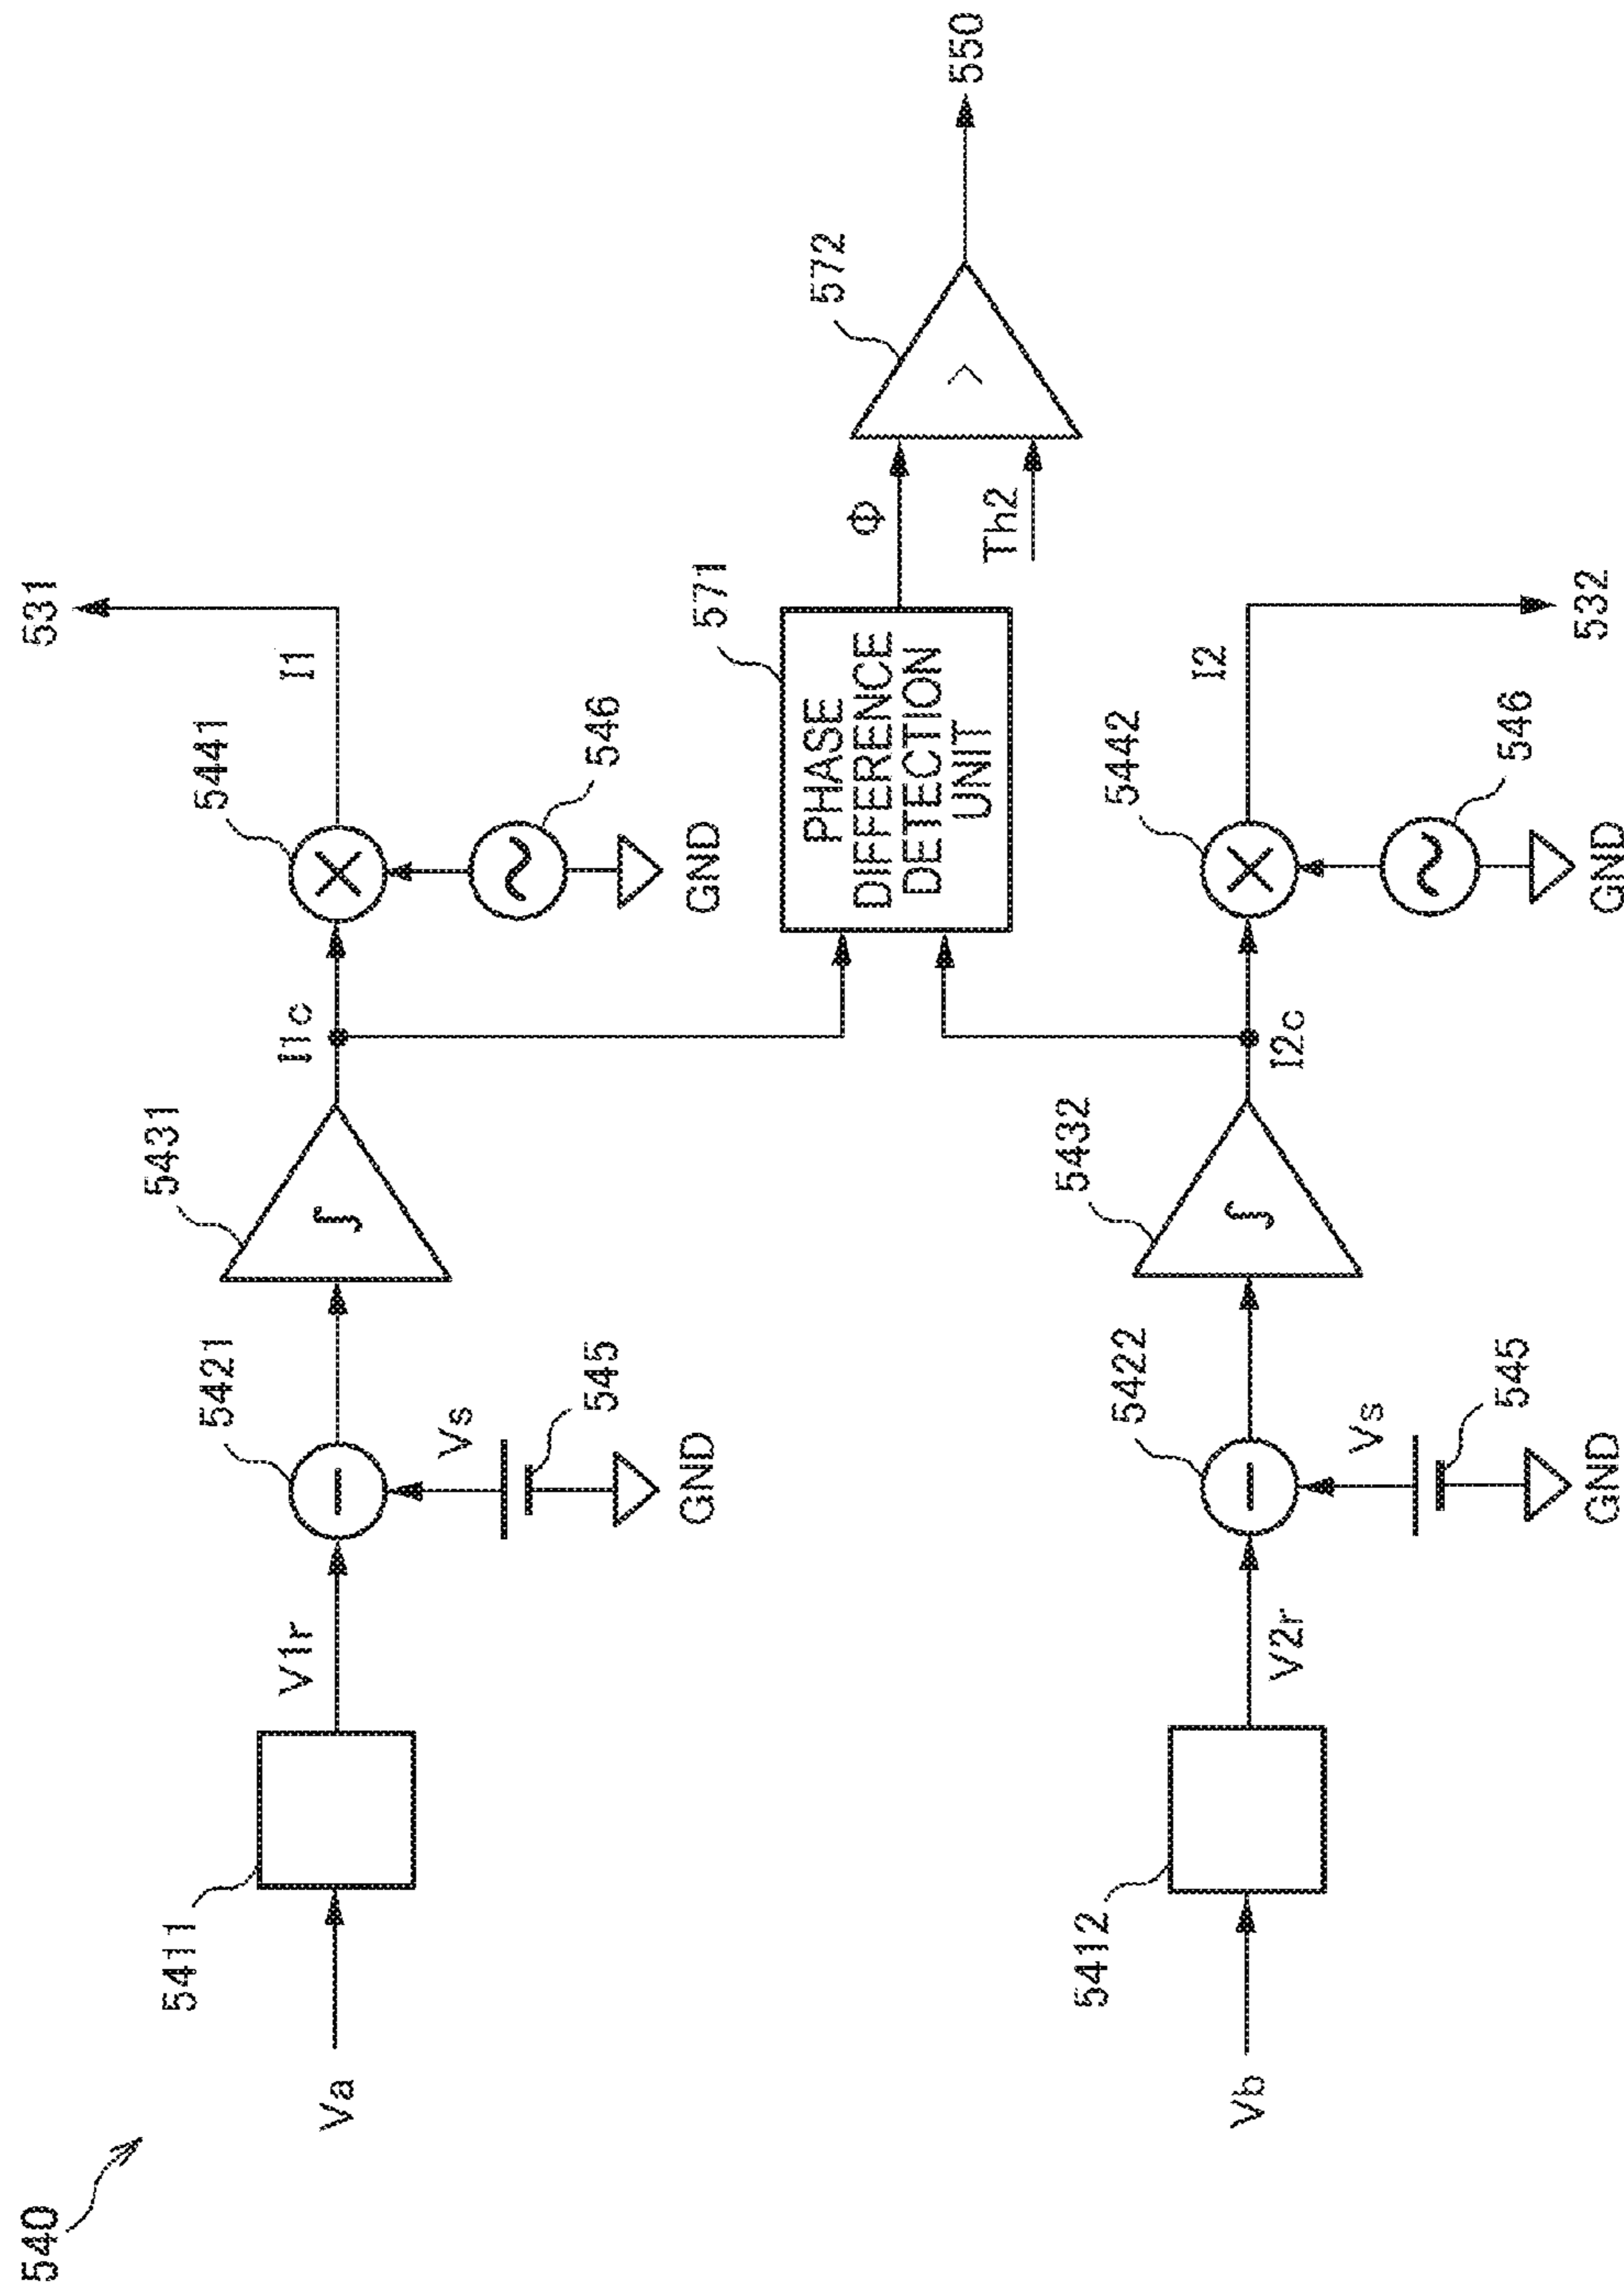 540
Va
5411
V1r
5421
Vs
545
GND
5431
I1c
5441
546
GND
I1
531
PHASE
DIFFERENCE
DETECTION
UNIT
571
Φ
Th2
>
572
550
Vb
5412
V2r
5422
Vs
545
GND
5432
I2c
5442
546
GND
I2
532